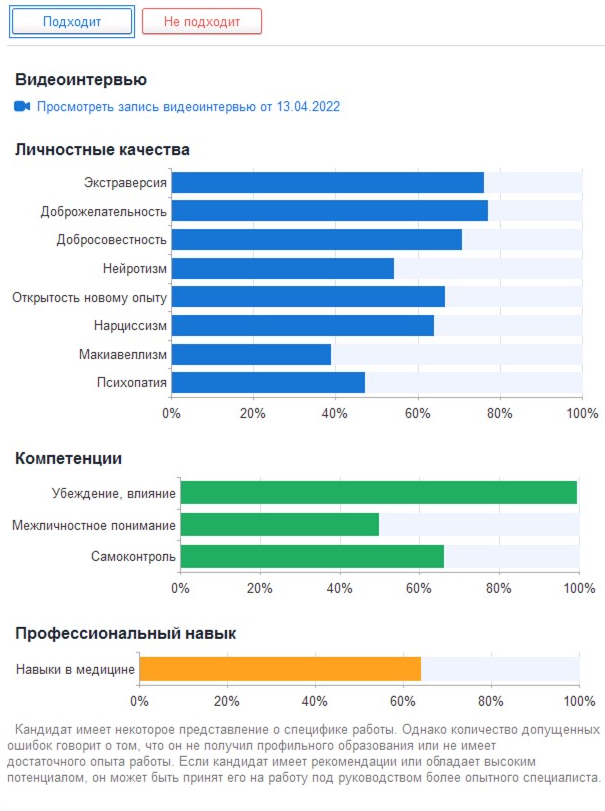 Подходит Не подходит
Видеоинтервью
Просмотреть запись видеоинтервью от 13.04.2022
Личностные качества
Экстраверсия
Доброжелательность
Добросовестность
Нейротизм
Открытость новому опыту
Нарциссизм
Макиавеллизм
Психопатия
0% 20% 40% 60% 80% 100%
Компетенции
Убеждение, влияние
Межличностное понимание
Самоконтроль
0% 20% 40% 60% 80% 100%
Профессиональный навык
Навыки в медицине
0% 20% 40% 60% 80% 100%
Кандидат имеет некоторое представление о специфике работы. Однако количество допущенных
ошибок говорит о том, что он не получил профильного образования или не имеет
достаточного опыта работы. Если кандидат имеет рекомендации или обладает высоким
потенциалом, он может быть принят его на работу под руководством более опытного специалиста.